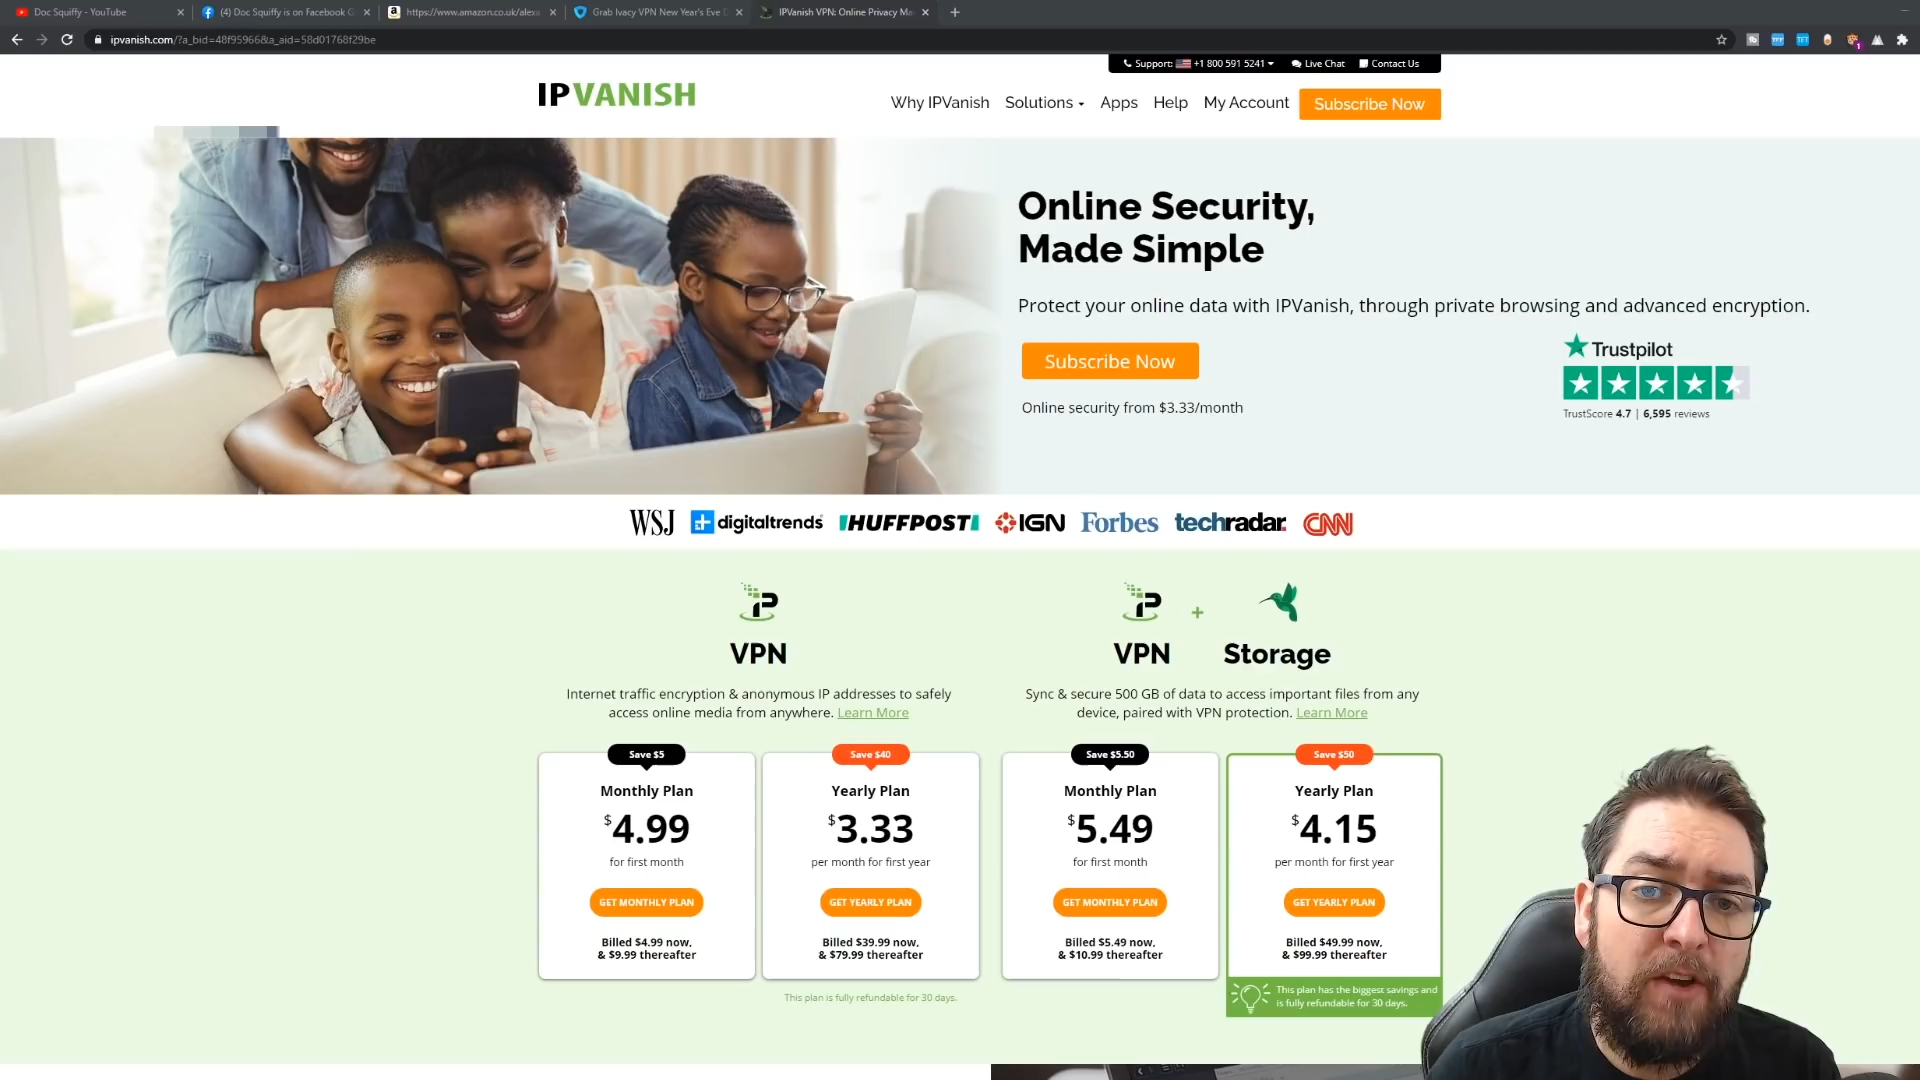 Doc Squiffy - YouTube
(4) Doc Squiffy is on Facebook G
https://www.amazon.co.uk/alexa
Grab Ivacy VPN New Year's Eve D
IPVanish VPN: Online Privacy Ma
ipvanish.com/?a_bid=48f95966&a_aid=58d01768f29be
Support: +1 800 591 5241
Live Chat
Contact Us
IPVANISH
Why IPVanish
Solutions
Apps
Help
My Account
Subscribe Now
Online Security,
Made Simple
Protect your online data with IPVanish, through private browsing and advanced encryption.
Subscribe Now
Online security from $3.33/month
Trustpilot
TrustScore 4.7 | 6,595 reviews
WSJ
digitaltrends
HUFFPOST
IGN
Forbes
techradar.
CNN
VPN
Internet traffic encryption & anonymous IP addresses to safely
access online media from anywhere. Learn More
VPN + Storage
Sync & secure 500 GB of data to access important files from any
device, paired with VPN protection. Learn More
Save $5
Monthly Plan
$4.99
for first month
GET MONTHLY PLAN
Billed $4.99 now,
& $9.99 thereafter
Save $40
Yearly Plan
$3.33
per month for first year
GET YEARLY PLAN
Billed $39.99 now,
& $79.99 thereafter
This plan is fully refundable for 30 days.
Save $5.50
Monthly Plan
$5.49
for first month
GET MONTHLY PLAN
Billed $5.49 now,
& $10.99 thereafter
Save $50
Yearly Plan
$4.15
per month for first year
GET YEARLY PLAN
Billed $49.99 now,
& $99.99 thereafter
This plan has the biggest savings and
is fully refundable for 30 days.